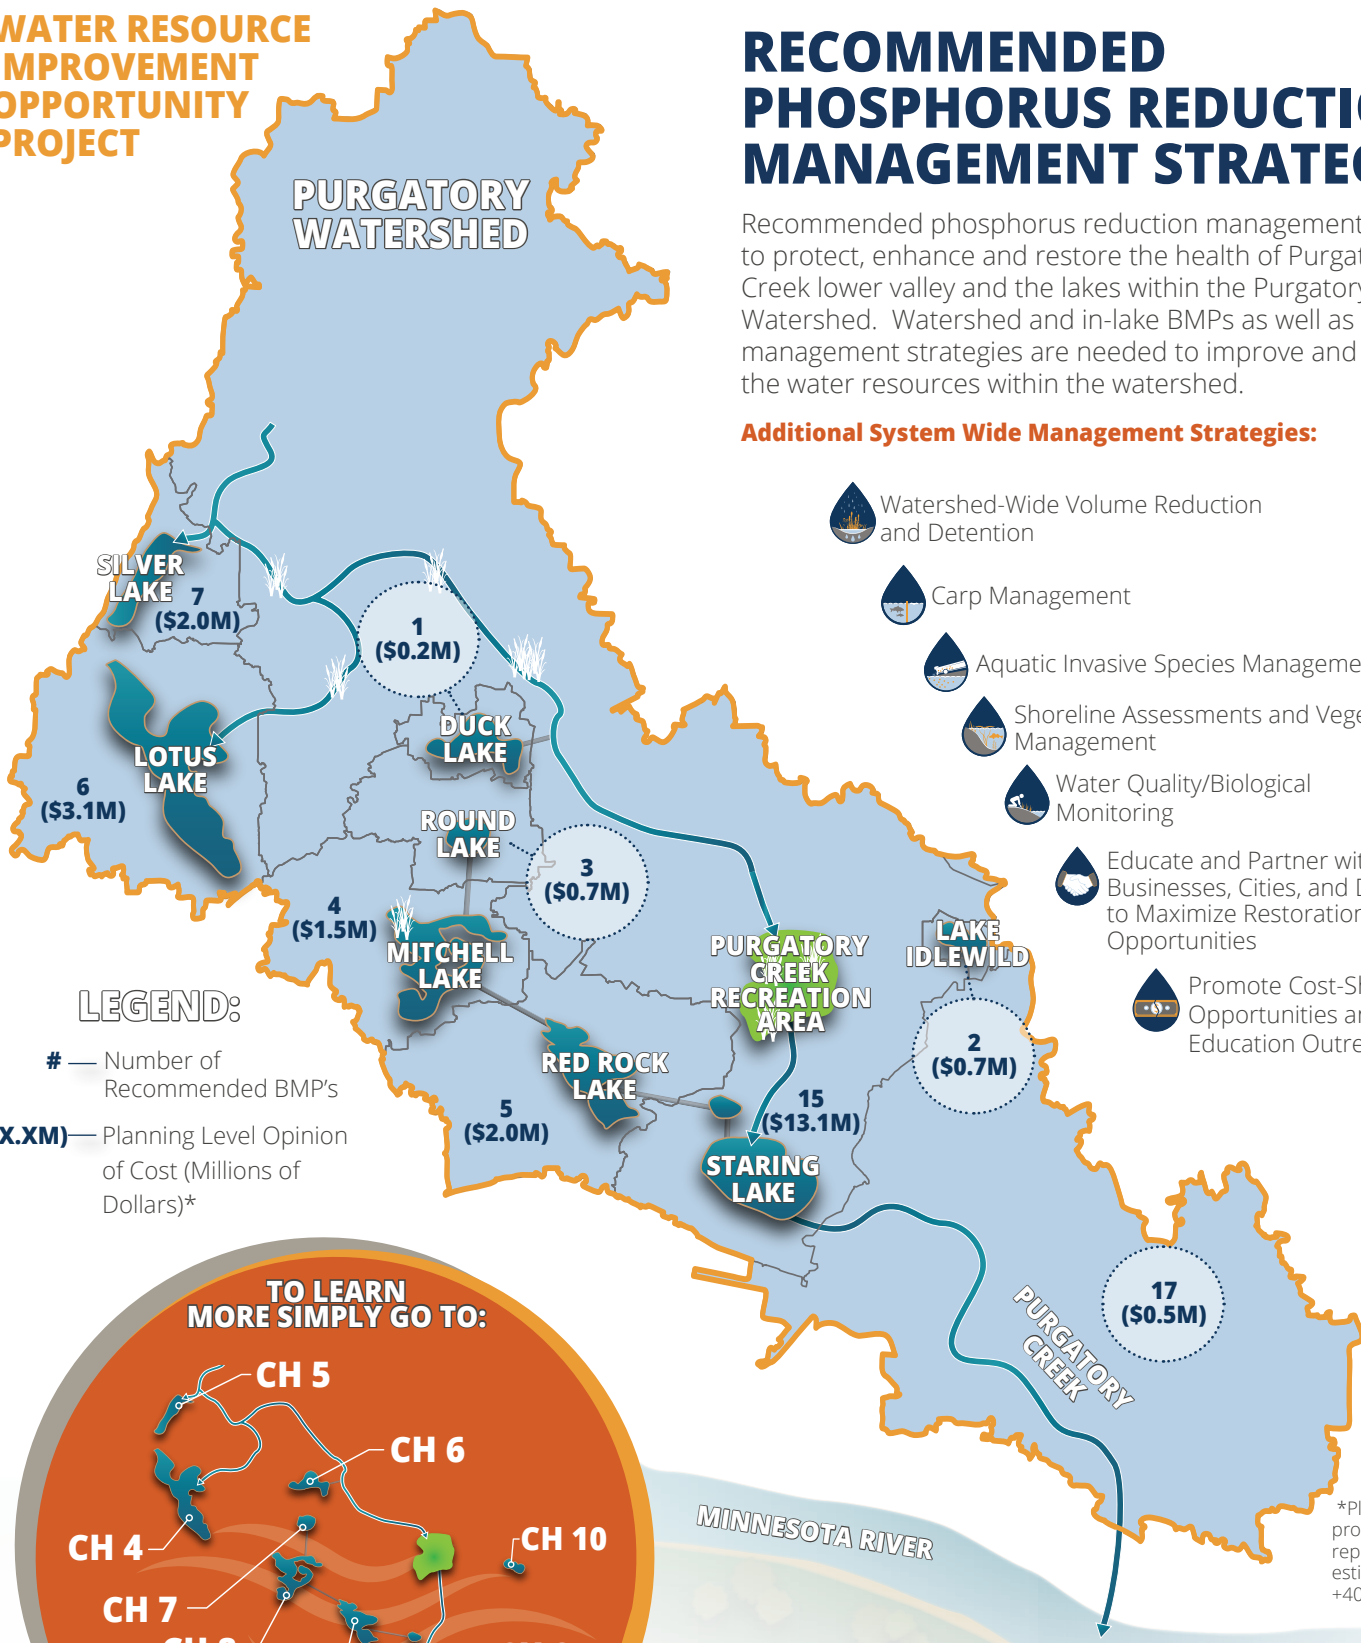 WATER RESOURCE
IMPROVEMENT
OPPORTUNITY
PROJECT
RECOMMENDED
PHOSPHORUS REDUCTIO
MANAGEMENT STRATEG
Recommended phosphorus reduction management
to protect, enhance and restore the health of Purgat
Creek lower valley and the lakes within the Purgatory
Watershed. Watershed and in-lake BMPs as well as
management strategies are needed to improve and
the water resources within the watershed.
Additional System Wide Management Strategies:
Watershed-Wide Volume Reduction
and Detention
Carp Management
Aquatic Invasive Species Manageme
Shoreline Assessments and Vege
Management
Water Quality/Biological
Monitoring
Educate and Partner wit
Businesses, Cities, and D
to Maximize Restoration
Opportunities
Promote Cost-Sh
Opportunities a
Education Outre
PURGATORY
WATERSHED
SILVER
LAKE
7
($2.0M)
1
($0.2M)
DUCK
LAKE
LOTUS
LAKE
6
($3.1M)
ROUND
LAKE
3
($0.7M)
4
($1.5M)
MITCHELL
LAKE
PURGATORY
CREEK
RECREATION
AREA
LAKE
IDLEWILD
2
($0.7M)
RED ROCK
LAKE
5
($2.0M)
15
($13.1M)
STARING
LAKE
17
($0.5M)
PURGATORY
CREEK
LEGEND:
# — Number of
Recommended BMP's
X.XM) — Planning Level Opinion
of Cost (Millions of
Dollars)*
TO LEARN
MORE SIMPLY GO TO:
CH 5
CH 6
CH 4
CH 10
CH 7
MINNESOTA RIVER
*Pl
pro
rep
esti
+40